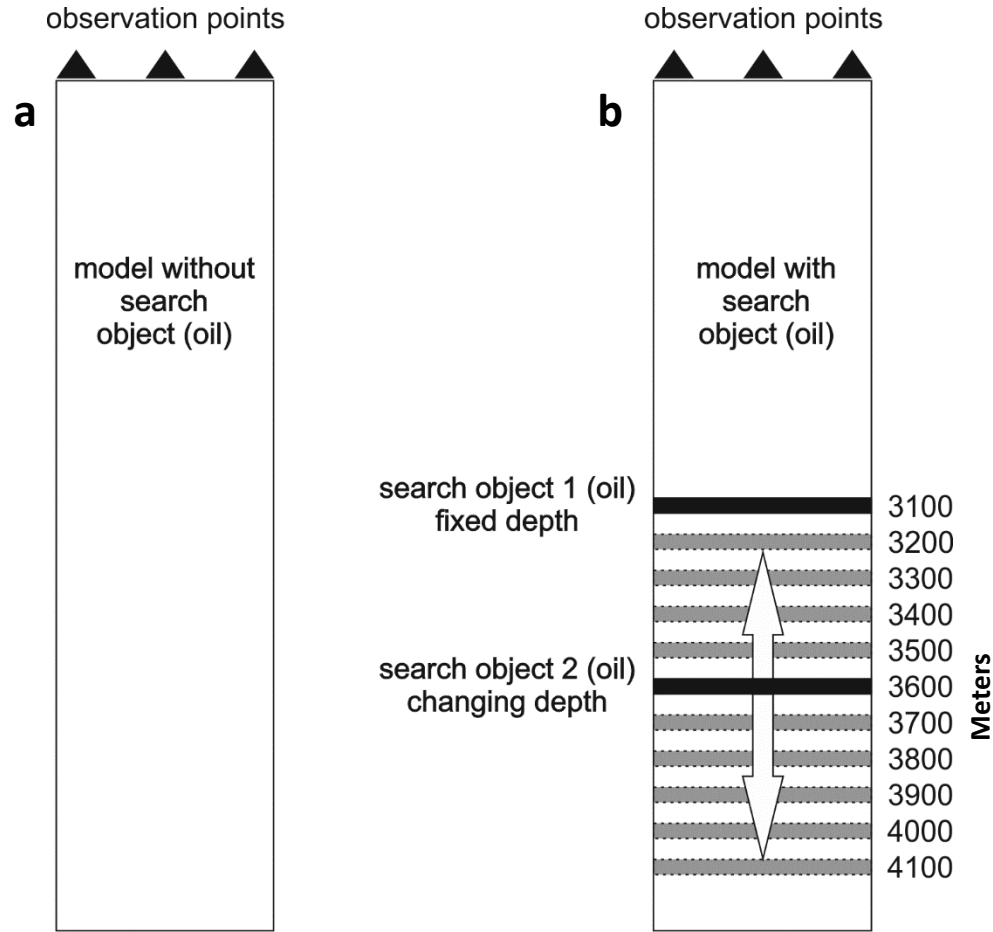 observation points
a
model without
search
object (oil)
observation points
b
model with
search
object (oil)
search object 1 (oil)
fixed depth
search object 2 (oil)
changing depth
3100
3200
3300
3400
3500
3600
3700
3800
3900
4000
4100
Meters